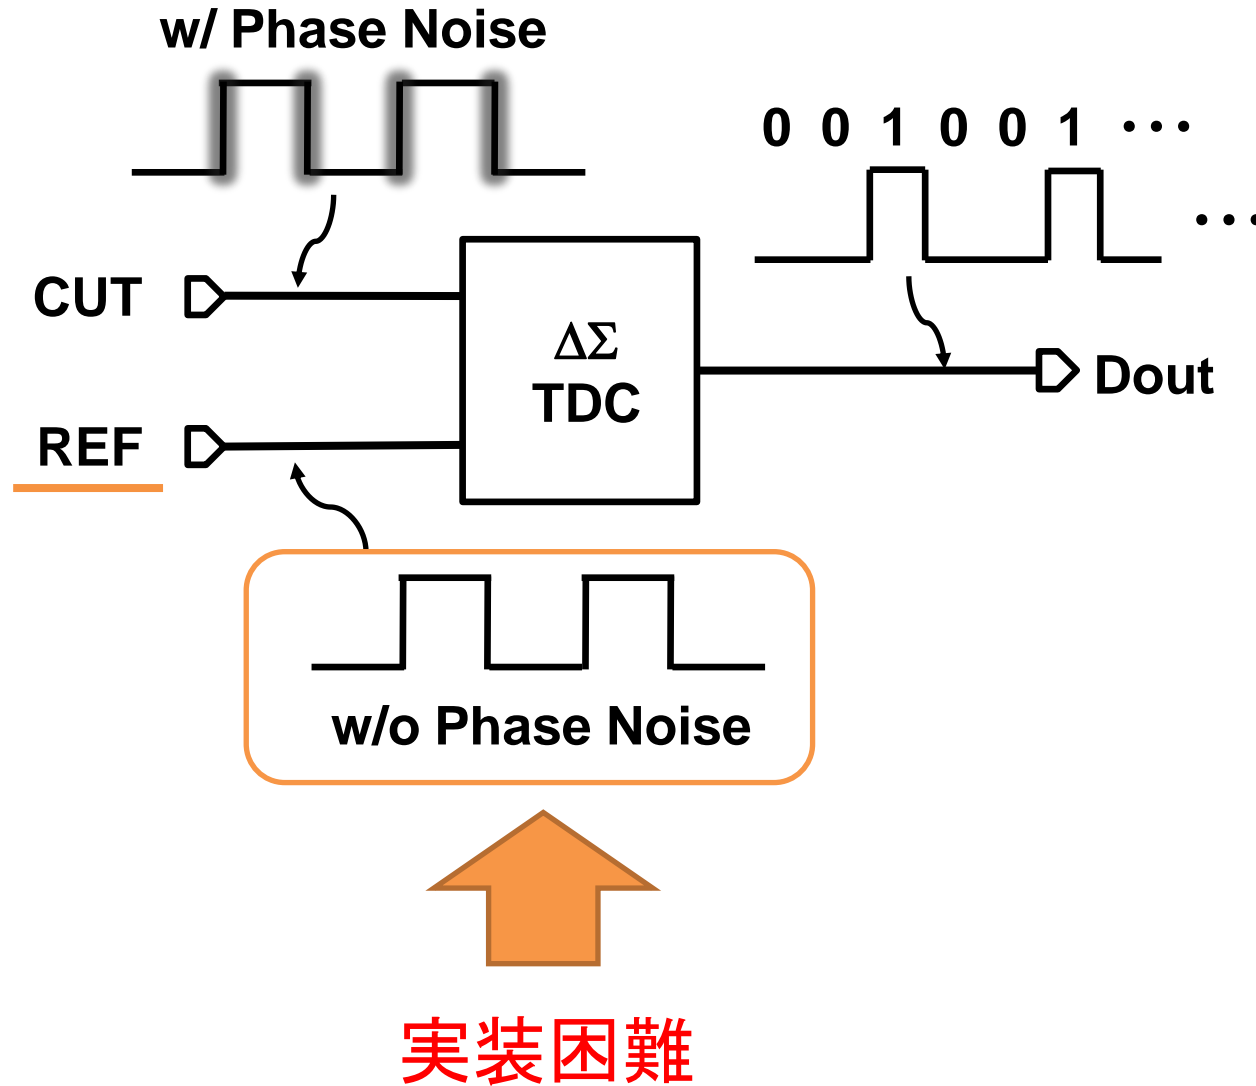 w/ Phase Noise
0 0 1 0 0 1 ···
···
CUT
ΔΣ
TDC
Dout
REF
w/o Phase Noise
実装困難